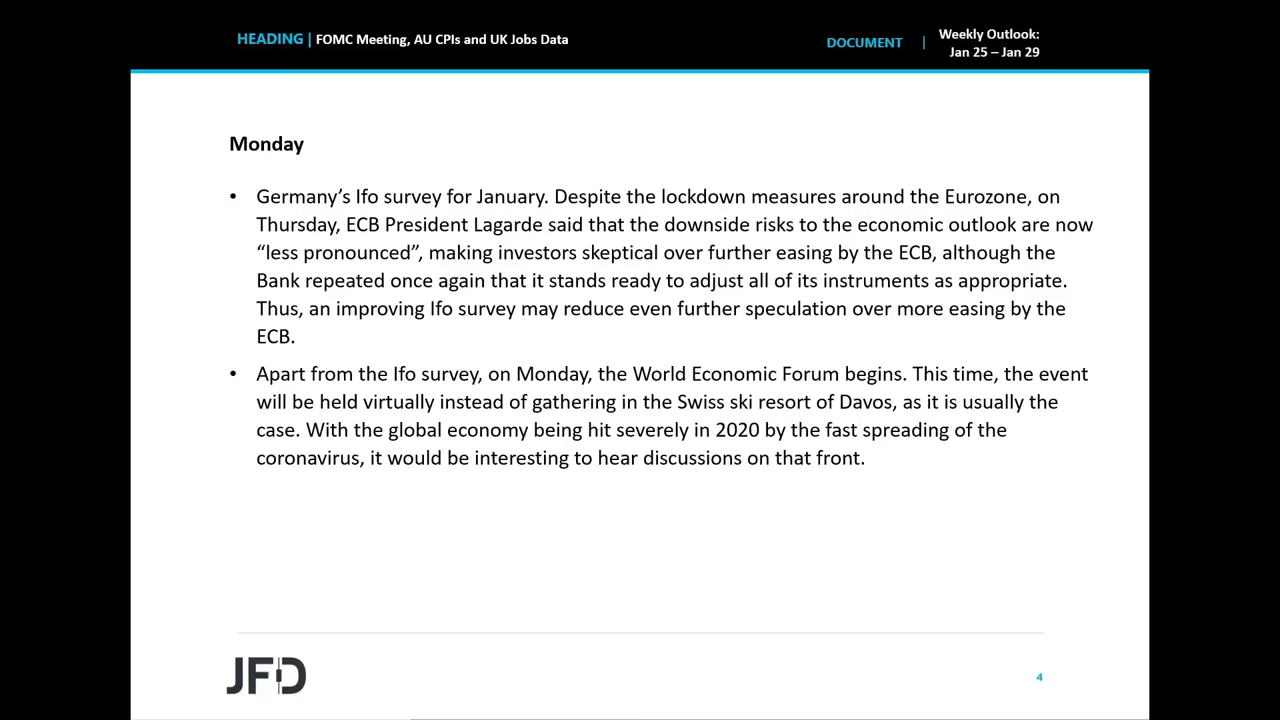 HEADING | FOMC Meeting, AU CPIs and UK Jobs Data
DOCUMENT | Weekly Outlook:
Jan 25 – Jan 29
Monday
• Germany’s Ifo survey for January. Despite the lockdown measures around the Eurozone, on
Thursday, ECB President Lagarde said that the downside risks to the economic outlook are now
“less pronounced”, making investors skeptical over further easing by the ECB, although the
Bank repeated once again that it stands ready to adjust all of its instruments as appropriate.
Thus, an improving Ifo survey may reduce even further speculation over more easing by the
ECB.
• Apart from the Ifo survey, on Monday, the World Economic Forum begins. This time, the event
will be held virtually instead of gathering in the Swiss ski resort of Davos, as it is usually the
case. With the global economy being hit severely in 2020 by the fast spreading of the
coronavirus, it would be interesting to hear discussions on that front.
JFD
4